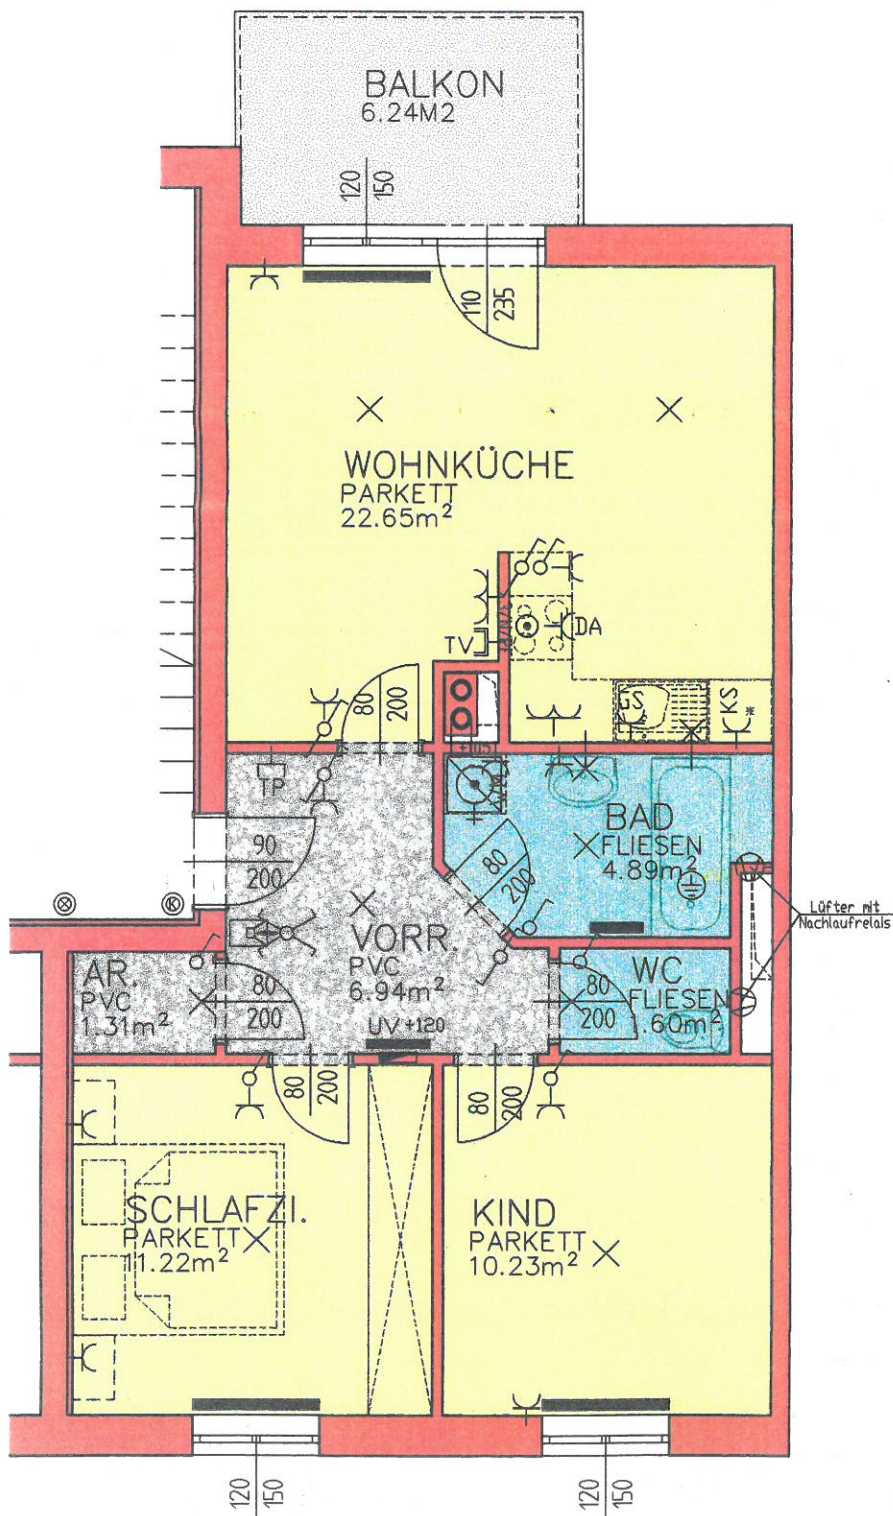 BALKON
6.24M2
120
150
110
235
WOHNKÜCHE
PARKETT
22.65m²
TV
DA
80
200
GS
KS
*
TP
90
200
80
200
BAD
FLIESEN
4.89m²
Lüfter mit
Nachlaufrelais
VORR.
PVC
6.94m²
UV +120
AR.
PVC
1.31m²
80
200
WC
FLIESEN
.60m²
80
200
80
200
80
200
SCHLAFZI.
PARKETT
11.22m²
KIND
PARKETT
10.23m²
120
150
120
150